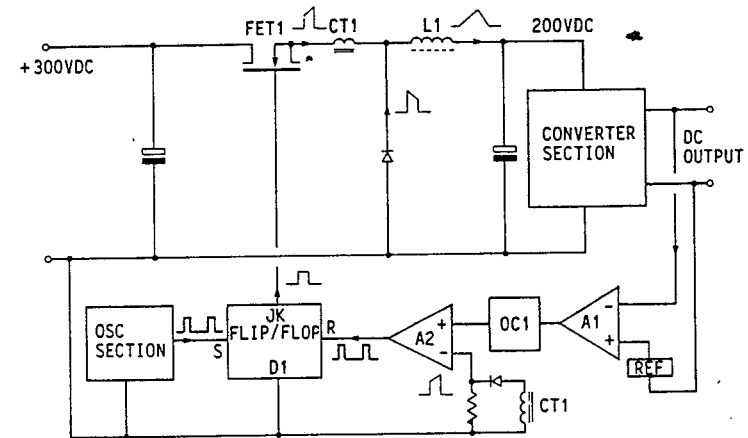 FET1
CT1
L1
200VDC
+300VDC
CONVERTER
SECTION
DC
OUTPUT
OSC
SECTION
S
JK
FLIP/FLOP
D1
R
A2
+
-
OC1
A1
-
+
REF
CT1